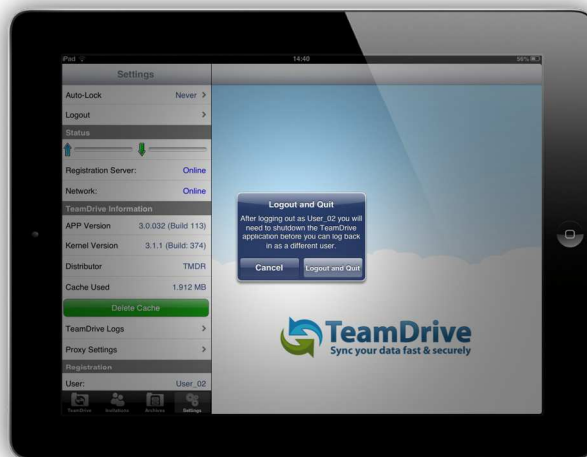 iPad
14:40
Settings
Auto-Lock Never
Logout
Status
Registration Server: Online
Network: Online
TeamDrive Information
APP Version 3.0.032 (Build 113)
Kernel Version 3.1.1 (Build: 374)
Distributor TMDR
Cache Used 1.912 MB
Delete Cache
TeamDrive Logs
Proxy Settings
Registration
User: User_02
TeamDrive Invitations Archives Settings
Logout and Quit
After logging out as User_02 you will
need to shutdown the TeamDrive
application before you can log back
in as a different user.
Cancel Logout and Quit
TeamDrive
Sync your data fast & securely